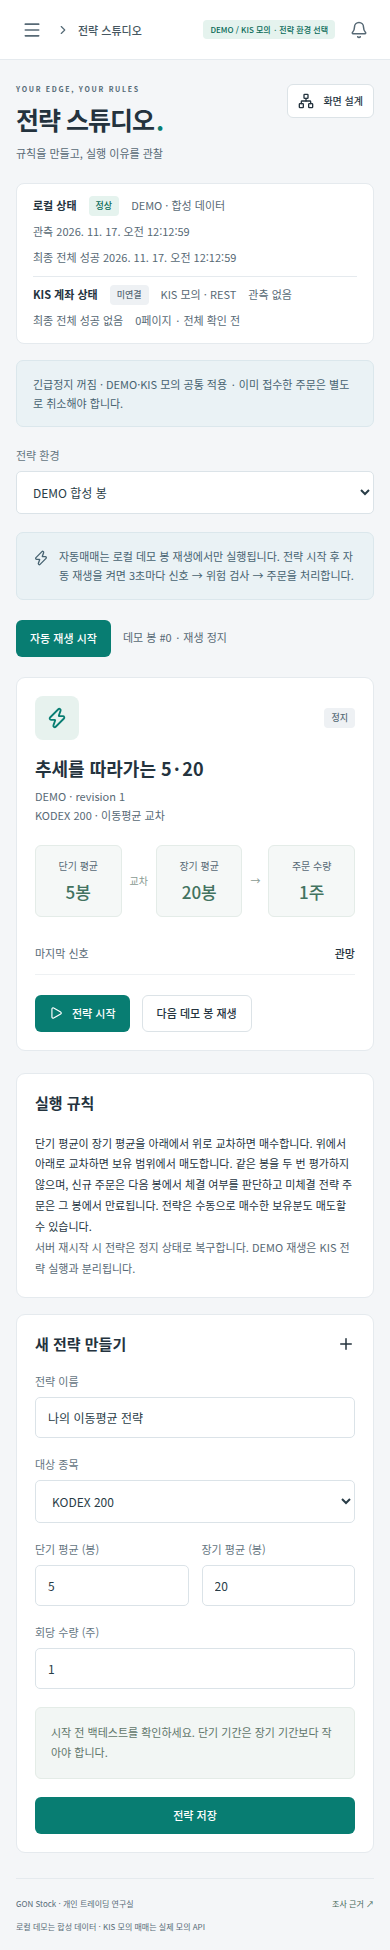 전략 스튜디오
DEMO / KIS 모의 · 전략 환경 선택
YOUR EDGE, YOUR RULES
전략 스튜디오.
화면 설계
규칙을 만들고, 실행 이유를 관찰
로컬 상태 정상 DEMO · 합성 데이터
관측 2026. 11. 17. 오전 12:12:59
최종 전체 성공 2026. 11. 17. 오전 12:12:59
KIS 계좌 상태 미연결 KIS 모의 · REST 관측 없음
최종 전체 성공 없음 0페이지 · 전체 확인 전
긴급정지 꺼짐 · DEMO·KIS 모의 공통 적용 · 이미 접수한 주문은 별도
로 취소해야 합니다.
전략 환경
DEMO 합성 봉
자동매매는 로컬 데모 봉 재생에서만 실행됩니다. 전략 시작 후 자
동 재생을 켜면 3초마다 신호 → 위험 검사 → 주문을 처리합니다.
자동 재생 시작 데모 봉 #0 · 재생 정지
정지
추세를 따라가는 5·20
DEMO · revision 1
KODEX 200 · 이동평균 교차
단기 평균 장기 평균 주문 수량
5봉 교차 20봉 → 1주
마지막 신호 관망
전략 시작 다음 데모 봉 재생
실행 규칙
단기 평균이 장기 평균을 아래에서 위로 교차하면 매수합니다. 위에서
아래로 교차하면 보유 범위에서 매도합니다. 같은 봉을 두 번 평가하지
않으며, 신규 주문은 다음 봉에서 체결 여부를 판단하고 미체결 전략 주
문은 그 봉에서 만료됩니다. 전략은 수동으로 매수한 보유분도 매도할
수 있습니다.
서버 재시작 시 전략은 정지 상태로 복구합니다. DEMO 재생은 KIS 전
략 실행과 분리됩니다.
새 전략 만들기
전략 이름
나의 이동평균 전략
대상 종목
KODEX 200
단기 평균 (봉) 장기 평균 (봉)
5 20
회당 수량 (주)
1
시작 전 백테스트를 확인하세요. 단기 기간은 장기 기간보다 작
아야 합니다.
전략 저장
GON Stock · 개인 트레이딩 연구실 조사 근거 ↗
로컬 데모는 합성 데이터 · KIS 모의 매매는 실제 모의 API